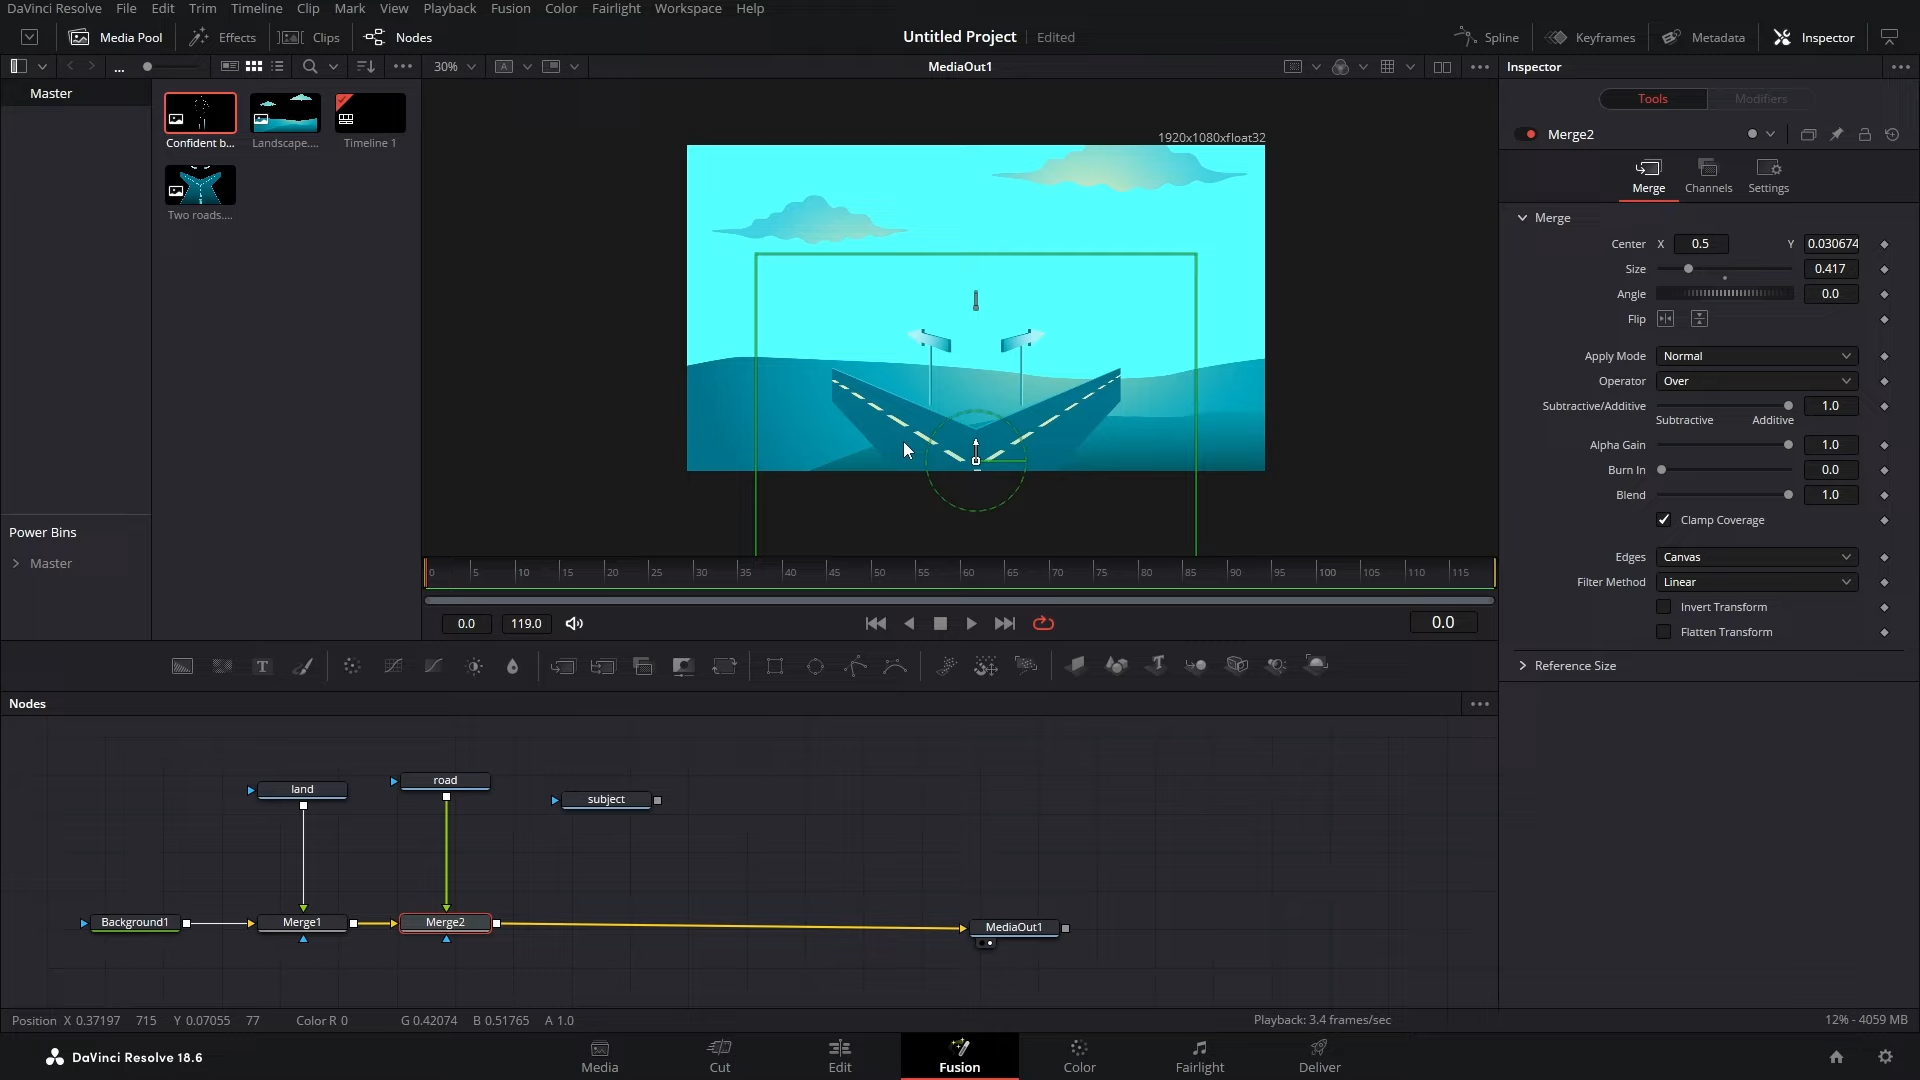 DaVinci Resolve File Edit Trim Timeline Clip Mark View Playback Fusion Color Fairlight Workspace Help
Media Pool Effects Clips Nodes Untitled Project Edited Spline Keyframes Metadata Inspector
... 30% A MediaOut1 Inspector
Master
Tools Modifiers
Confident b... Landscape.... Timeline 1
Two roads....
1920x1080xfloat32
Merge2
Merge Channels Settings
Merge
Center X 0.5 Y 0.030674
Size 0.417
Angle 0.0
Flip
Apply Mode Normal
Operator Over
Subtractive/Additive 1.0
Subtractive Additive
Alpha Gain 1.0
Burn In 0.0
Blend 1.0
Clamp Coverage
Edges Canvas
Filter Method Linear
Invert Transform
Flatten Transform
Reference Size
Power Bins
Master
0 5 10 15 20 25 30 35 40 45 50 55 60 65 70 75 80 85 90 95 100 105 110 115
0.0 119.0 0.0
T
Nodes
land
road
subject
Background1 Merge1 Merge2 MediaOut1
Position X 0.37197 715 Y 0.07055 77 Color R 0 G 0.42074 B 0.51765 A 1.0 Playback: 3.4 frames/sec 12% - 4059 MB
DaVinci Resolve 18.6
Media Cut Edit Fusion Color Fairlight Deliver